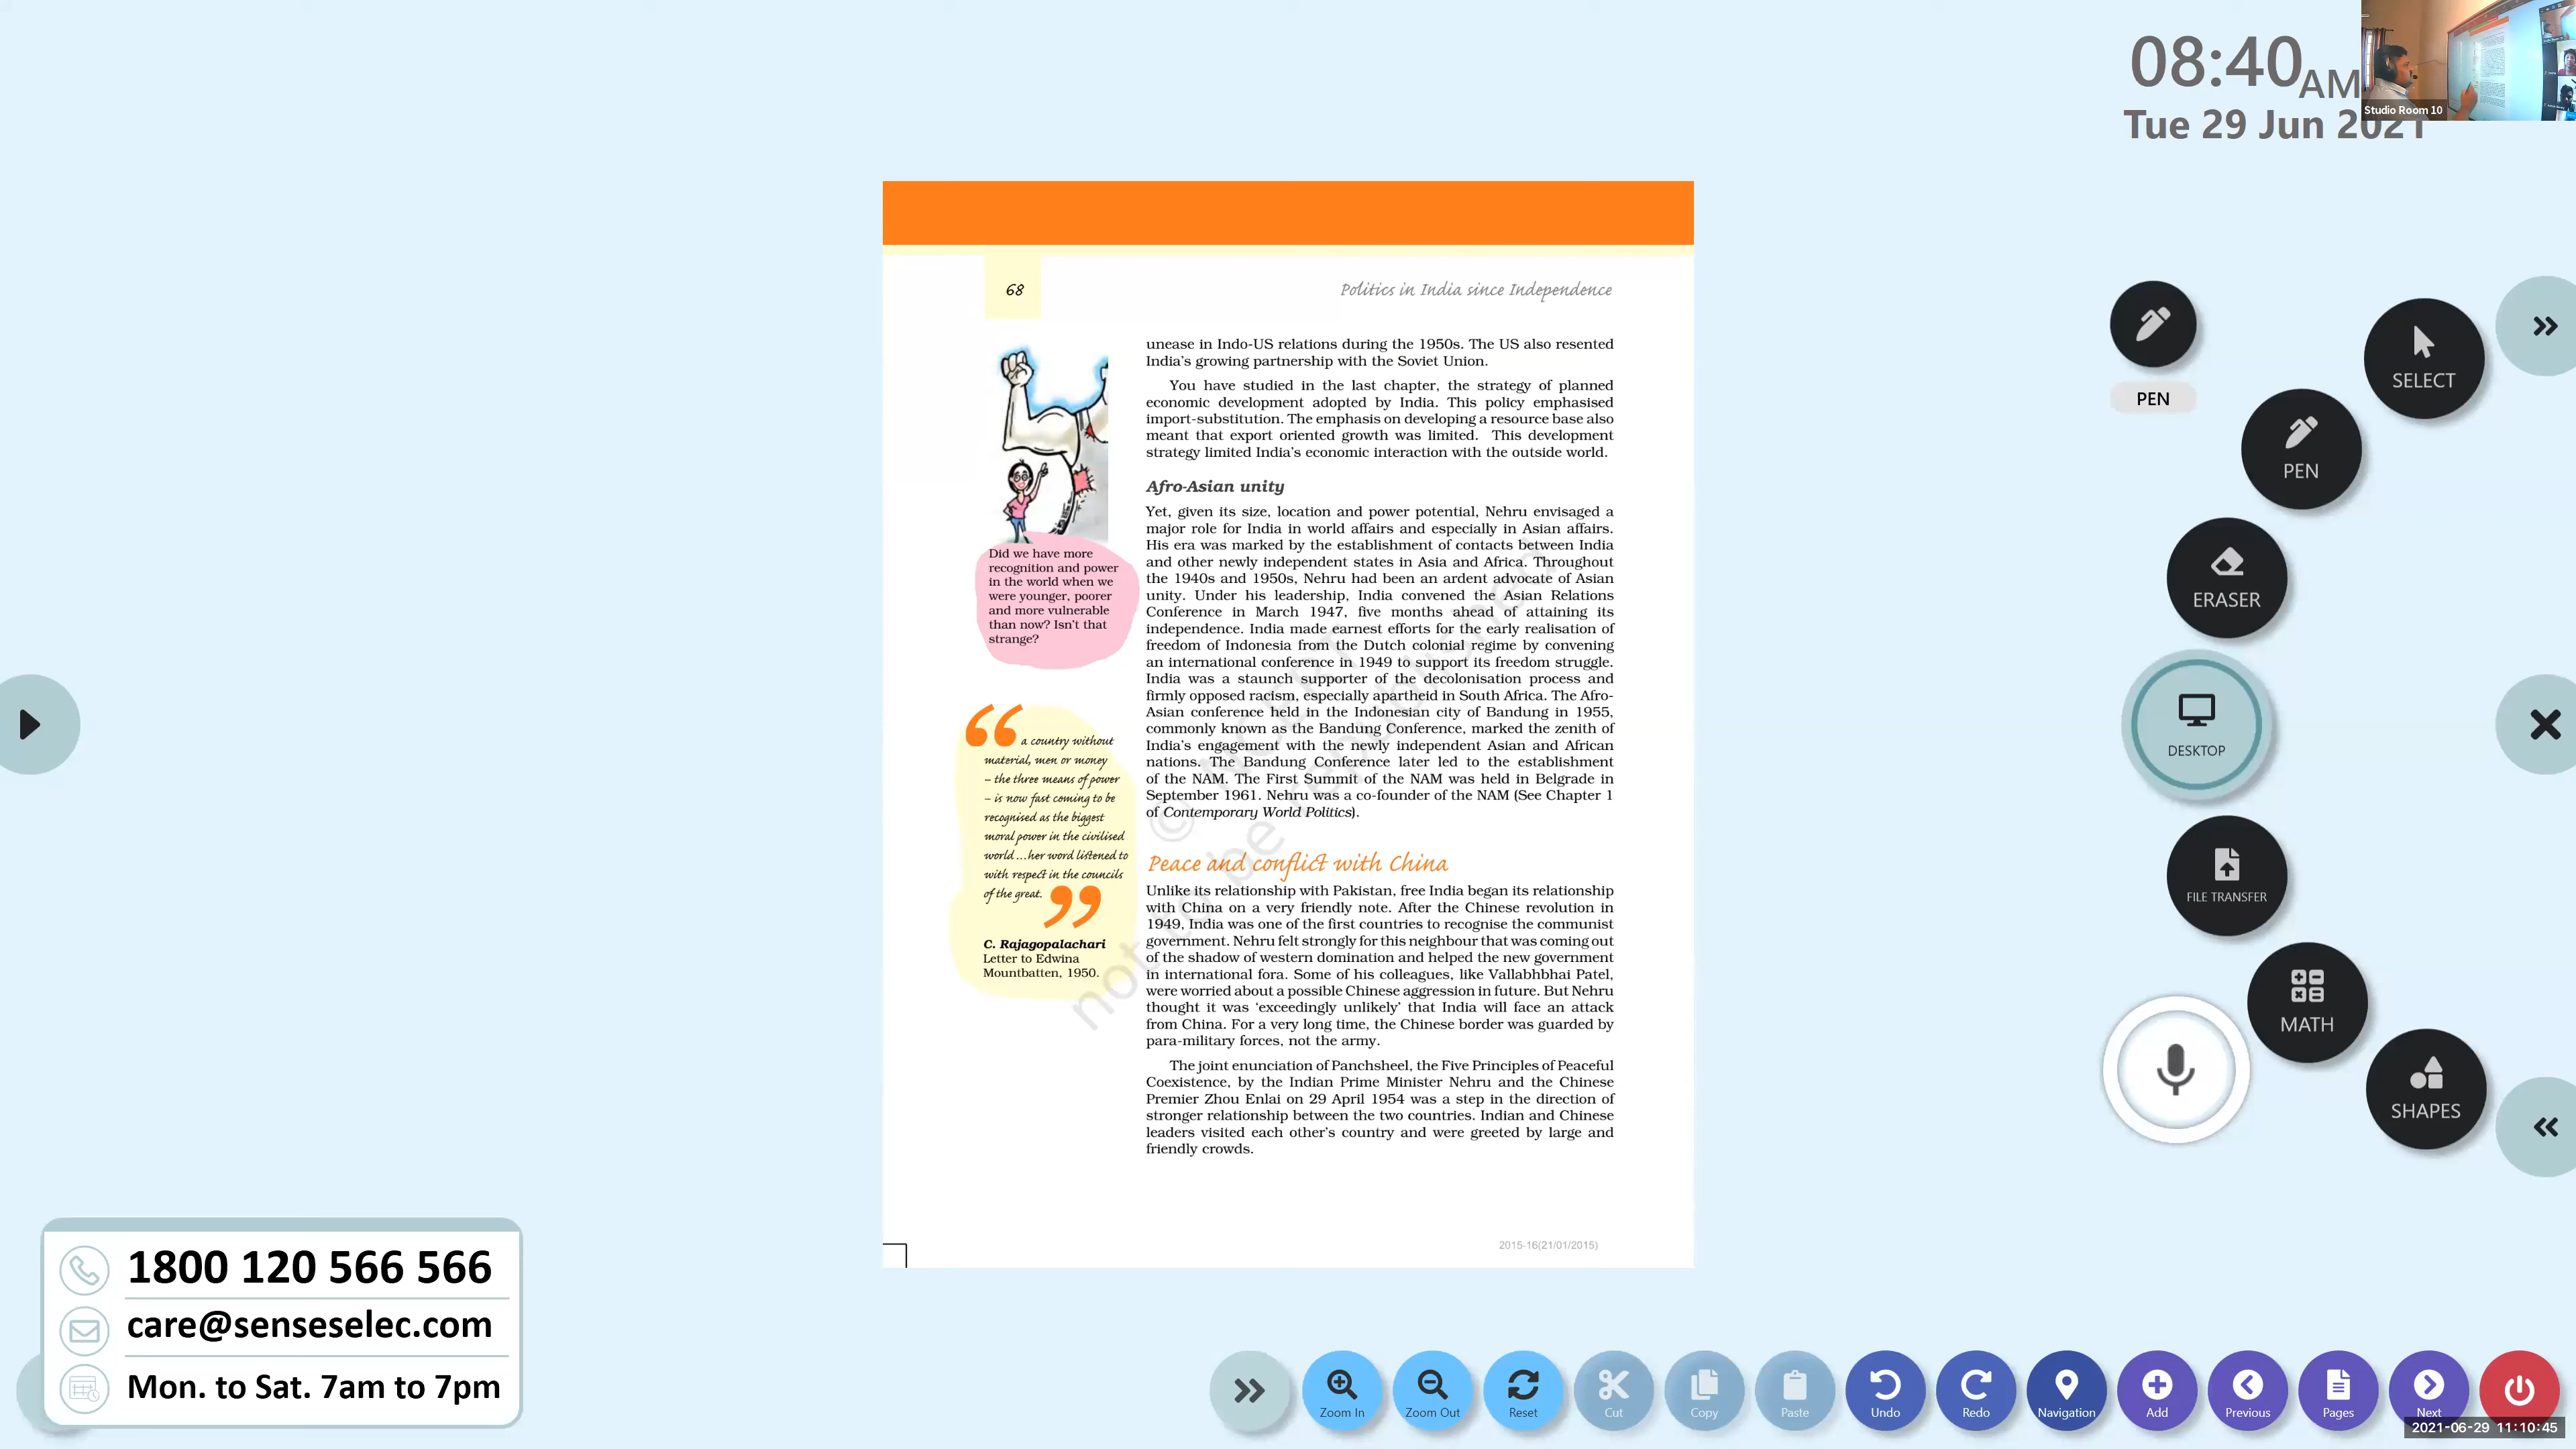 08:40 AM
Tue 29 Jun 2021
Studio Room 10
68
Politics in India since Independence
unease in Indo-US relations during the 1950s. The US also resented
India's growing partnership with the Soviet Union.
You have studied in the last chapter, the strategy of planned
economic development adopted by India. This policy emphasised
import-substitution. The emphasis on developing a resource base also
meant that export oriented growth was limited. This development
strategy limited India's economic interaction with the outside world.
Afro-Asian unity
Yet, given its size, location and power potential, Nehru envisaged a
major role for India in world affairs and especially in Asian affairs.
His era was marked by the establishment of contacts between India
and other newly independent states in Asia and Africa. Throughout
the 1940s and 1950s, Nehru had been an ardent advocate of Asian
unity. Under his leadership, India convened the Asian Relations
Conference in March 1947, five months ahead of attaining its
independence. India made earnest efforts for the early realisation of
freedom of Indonesia from the Dutch colonial regime by convening
an international conference in 1949 to support its freedom struggle.
India was a staunch supporter of the decolonisation process and
firmly opposed racism, especially apartheid in South Africa. The Afro-
Asian conference held in the Indonesian city of Bandung in 1955,
commonly known as the Bandung Conference, marked the zenith of
India's engagement with the newly independent Asian and African
nations. The Bandung Conference later led to the establishment
of the NAM. The First Summit of the NAM was held in Belgrade in
September 1961. Nehru was a co-founder of the NAM (See Chapter 1
of Contemporary World Politics).
Peace and conflict with China
Unlike its relationship with Pakistan, free India began its relationship
with China on a very friendly note. After the Chinese revolution in
1949, India was one of the first countries to recognise the communist
government. Nehru felt strongly for this neighbour that was coming out
of the shadow of western domination and helped the new government
in international fora. Some of his colleagues, like Vallabhbhai Patel,
were worried about a possible Chinese aggression in future. But Nehru
thought it was ‘exceedingly unlikely’ that India will face an attack
from China. For a very long time, the Chinese border was guarded by
para-military forces, not the army.
The joint enunciation of Panchsheel, the Five Principles of Peaceful
Coexistence, by the Indian Prime Minister Nehru and the Chinese
Premier Zhou Enlai on 29 April 1954 was a step in the direction of
stronger relationship between the two countries. Indian and Chinese
leaders visited each other's country and were greeted by large and
friendly crowds.
Did we have more
recognition and power
in the world when we
were younger, poorer
and more vulnerable
than now? Isn't that
strange?
“ a country without
material, men or money
– the three means of power
– is now fast coming to be
recognised as the biggest
moral power in the civilised
world ...her word listened to
with respect in the councils
of the great. ”
C. Rajagopalachari
Letter to Edwina
Mountbatten, 1950.
© NCERT
not to be republished
2015-16(21/01/2015)
PEN
SELECT
PEN
ERASER
DESKTOP
FILE TRANSFER
MATH
SHAPES
1800 120 566 566
care@senseselec.com
Mon. to Sat. 7am to 7pm
Zoom In
Zoom Out
Reset
Cut
Copy
Paste
Undo
Redo
Navigation
Add
Previous
Pages
Next
2021-06-29 11:10:45